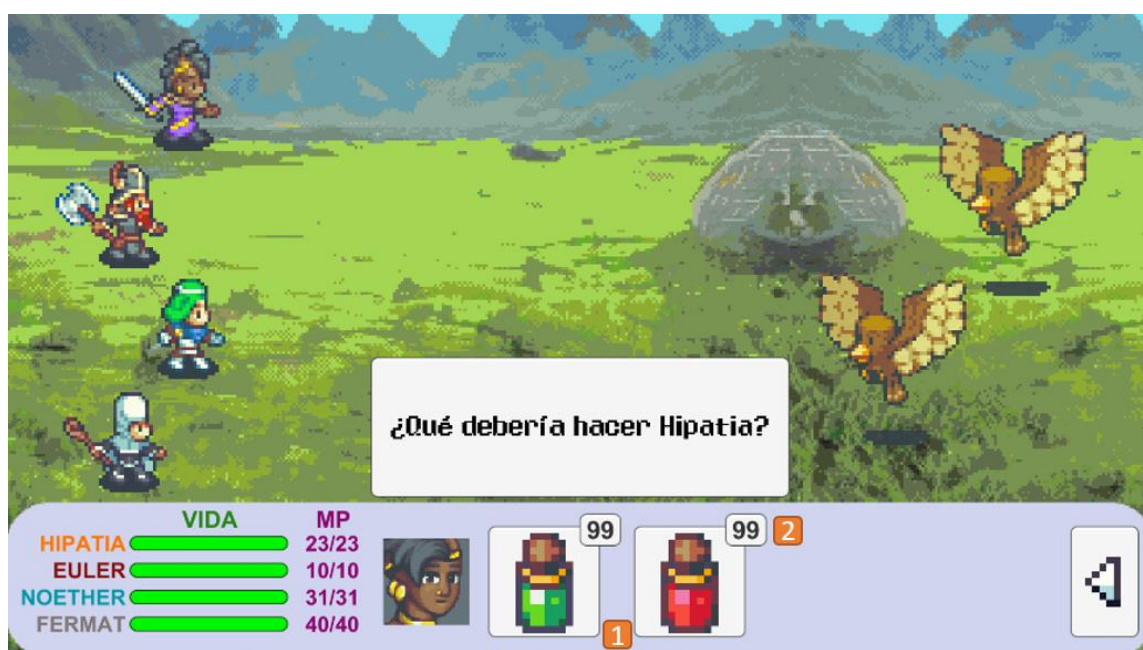 ¿Qué debería hacer Hipatia?
VIDA MP
HIPATIA 23/23
EULER 10/10
NOETHER 31/31
FERMAT 40/40
99
1
99
2